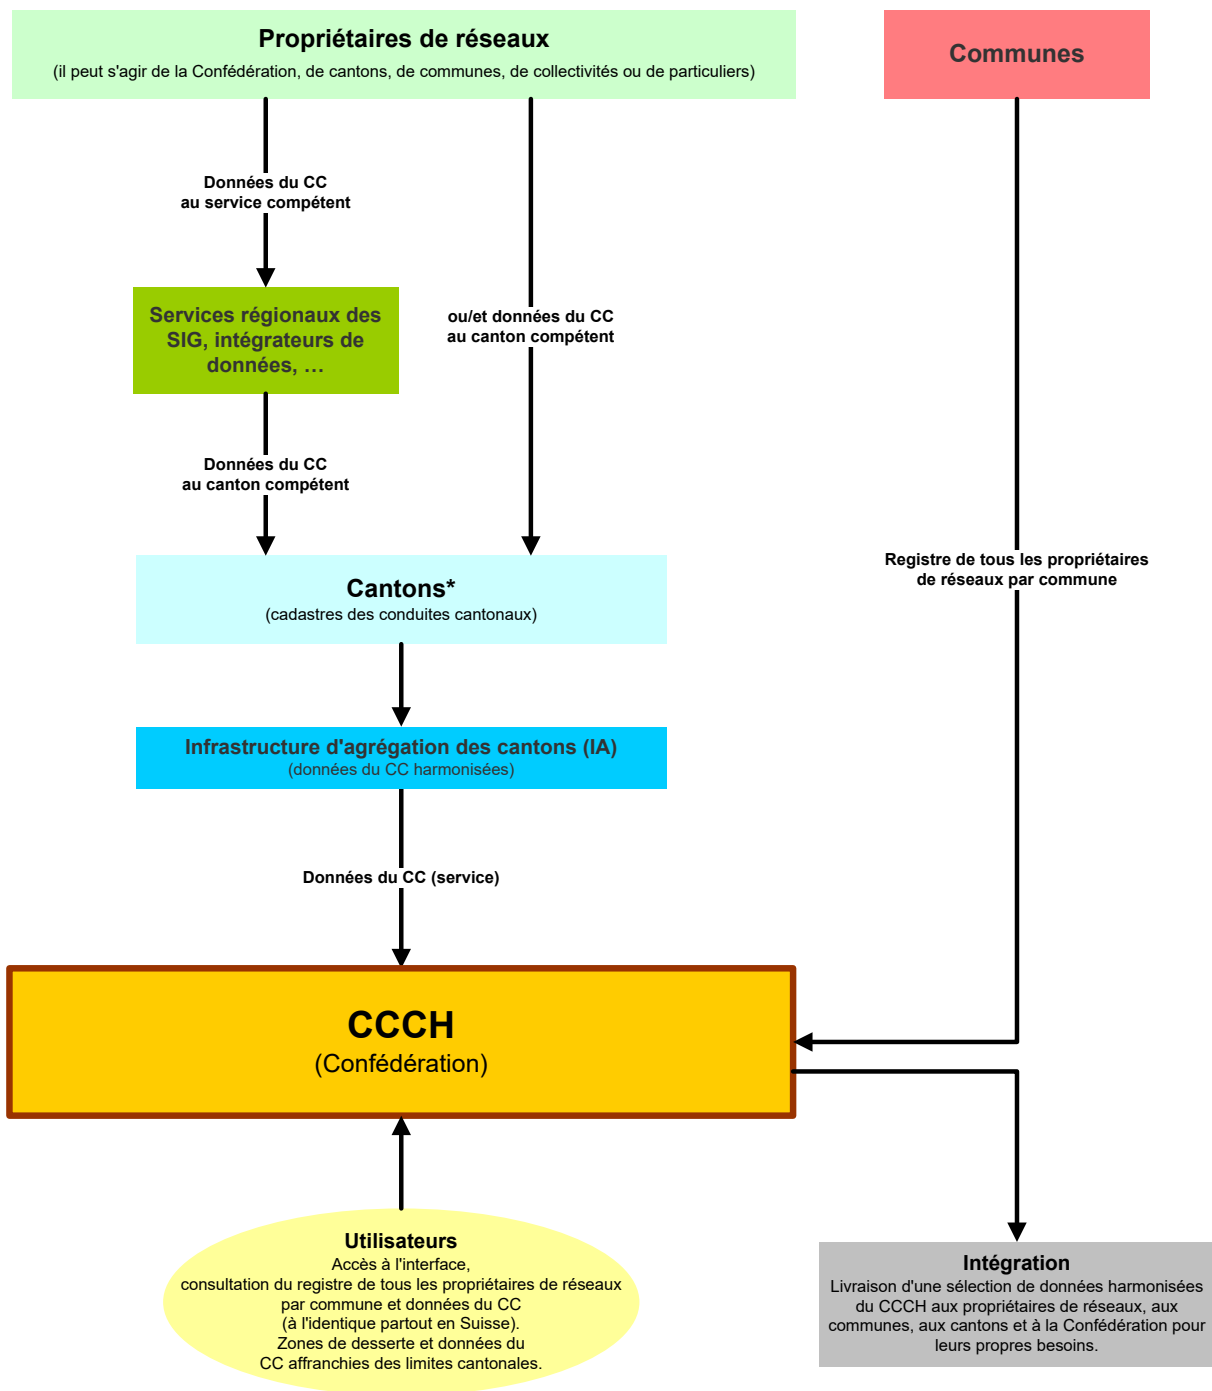 Propriétaires de réseaux
(il peut s'agir de la Confédération, de cantons, de communes, de collectivités ou de particuliers)
Communes
Données du CC
au service compétent
Services régionaux des
SIG, intégrateurs de
données, …
ou/et données du CC
au canton compétent
Données du CC
au canton compétent
Registre de tous les propriétaires
de réseaux par commune
Cantons*
(cadastres des conduites cantonaux)
Infrastructure d'agrégation des cantons (IA)
(données du CC harmonisées)
Données du CC (service)
CCCH
(Confédération)
Utilisateurs
Accès à l'interface,
consultation du registre de tous les propriétaires de réseaux
par commune et données du CC
(à l'identique partout en Suisse).
Zones de desserte et données du
CC affranchies des limites cantonales.
Intégration
Livraison d'une sélection de données harmonisées
du CCCH aux propriétaires de réseaux, aux
communes, aux cantons et à la Confédération pour
leurs propres besoins.